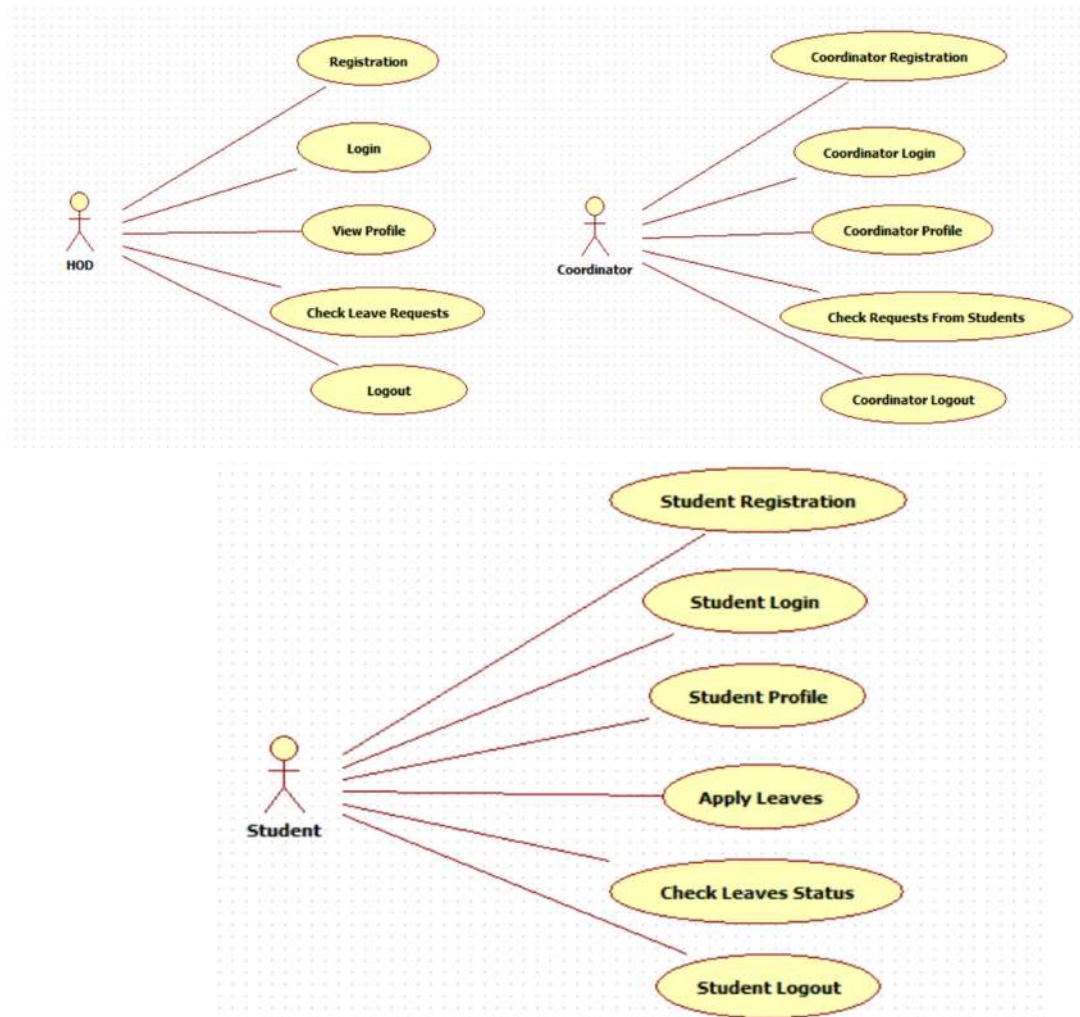 Registration
Login
View Profile
HOD
Check Leave Requests
Logout
Coordinator Registration
Coordinator Login
Coordinator Profile
Coordinator
Check Requests From Students
Coordinator Logout
Student Registration
Student Login
Student Profile
Apply Leaves
Student
Check Leaves Status
Student Logout